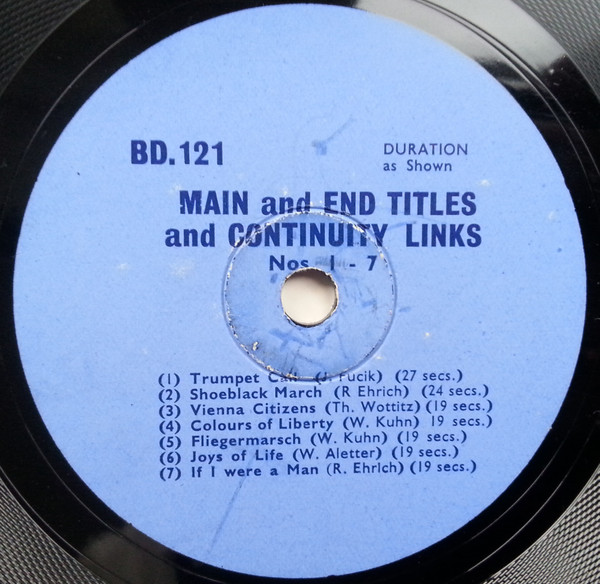 BD.121
DURATION
as Shown
MAIN and END TITLES
and CONTINUITY LINKS
Nos. 1 - 7
(1) Trumpet Call (J. Fucik) (27 secs.)
(2) Shoeblack March (R Ehrich) (24 secs.)
(3) Vienna Citizens (Th. Wottitz) (19 secs.)
(4) Colours of Liberty (W. Kuhn) 19 secs.)
(5) Fliegermarsch (W. Kuhn) (19 secs.)
(6) Joys of Life (W. Aletter) (19 secs.)
(7) If I were a Man (R. Ehrich) (19 secs.)